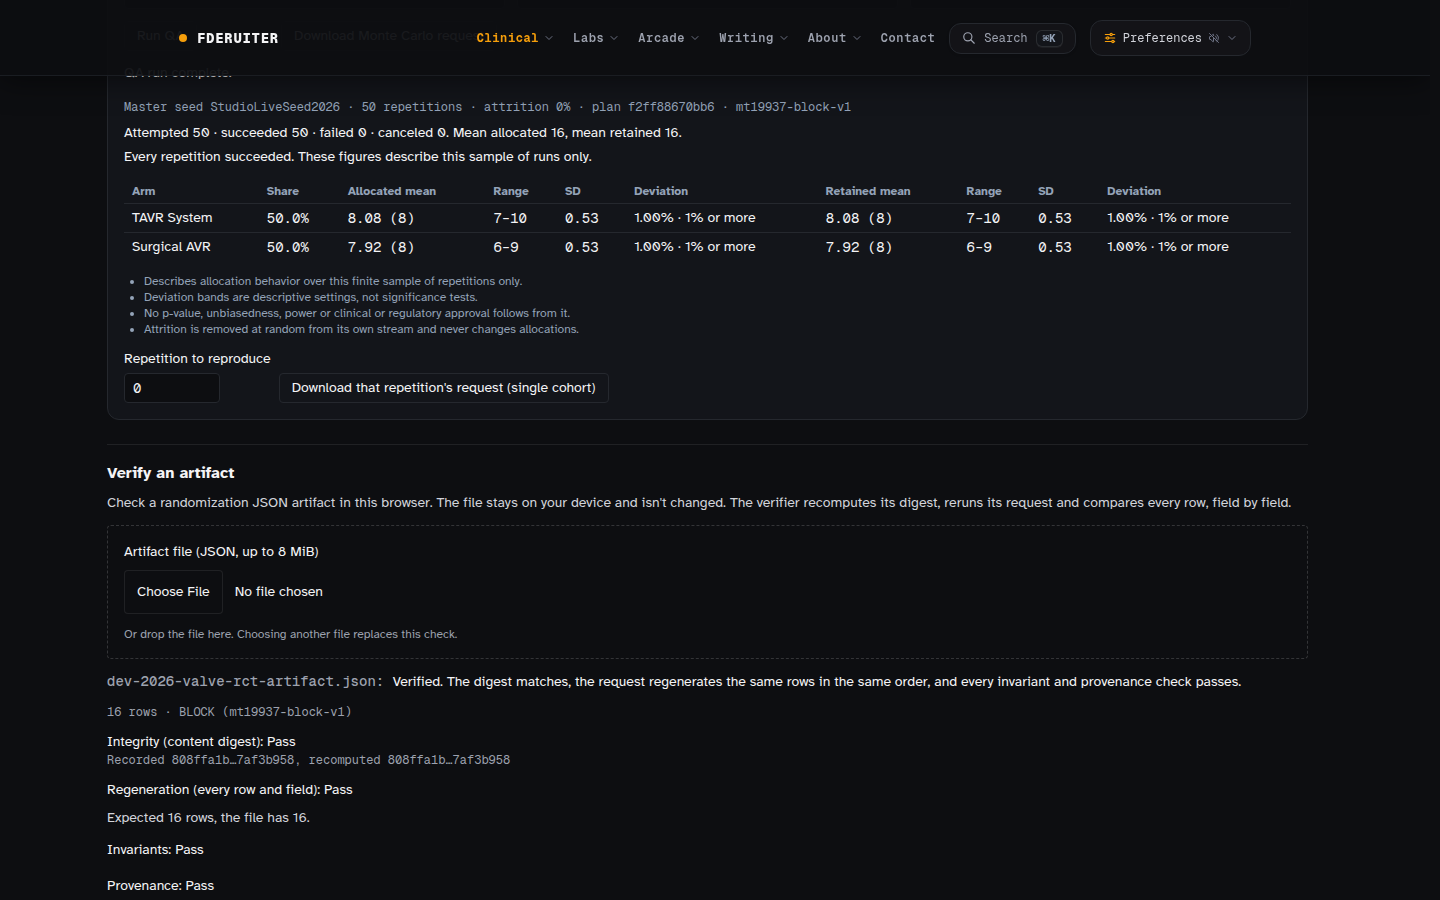 FDERUITER
Clinical
Labs
Arcade
Writing
About
Contact
Search ⌘K
Preferences
Download Monte Carlo
QA run complete.
Master seed StudioLiveSeed2026 · 50 repetitions · attrition 0% · plan f2ff88670bb6 · mt19937-block-v1
Attempted 50 · succeeded 50 · failed 0 · canceled 0. Mean allocated 16, mean retained 16.
Every repetition succeeded. These figures describe this sample of runs only.
Arm Share Allocated mean Range SD Deviation Retained mean Range SD Deviation
TAVR System 50.0% 8.08 (8) 7–10 0.53 1.00% · 1% or more 8.08 (8) 7–10 0.53 1.00% · 1% or more
Surgical AVR 50.0% 7.92 (8) 6–9 0.53 1.00% · 1% or more 7.92 (8) 6–9 0.53 1.00% · 1% or more
• Describes allocation behavior over this finite sample of repetitions only.
• Deviation bands are descriptive settings, not significance tests.
• No p-value, unbiasedness, power or clinical or regulatory approval follows from it.
• Attrition is removed at random from its own stream and never changes allocations.
Repetition to reproduce
0
Download that repetition's request (single cohort)
Verify an artifact
Check a randomization JSON artifact in this browser. The file stays on your device and isn't changed. The verifier recomputes its digest, reruns its request and compares every row, field by field.
Artifact file (JSON, up to 8 MiB)
Choose File No file chosen
Or drop the file here. Choosing another file replaces this check.
dev-2026-valve-rct-artifact.json: Verified. The digest matches, the request regenerates the same rows in the same order, and every invariant and provenance check passes.
16 rows · BLOCK (mt19937-block-v1)
Integrity (content digest): Pass
Recorded 808ffa1b…7af3b958, recomputed 808ffa1b…7af3b958
Regeneration (every row and field): Pass
Expected 16 rows, the file has 16.
Invariants: Pass
Provenance: Pass